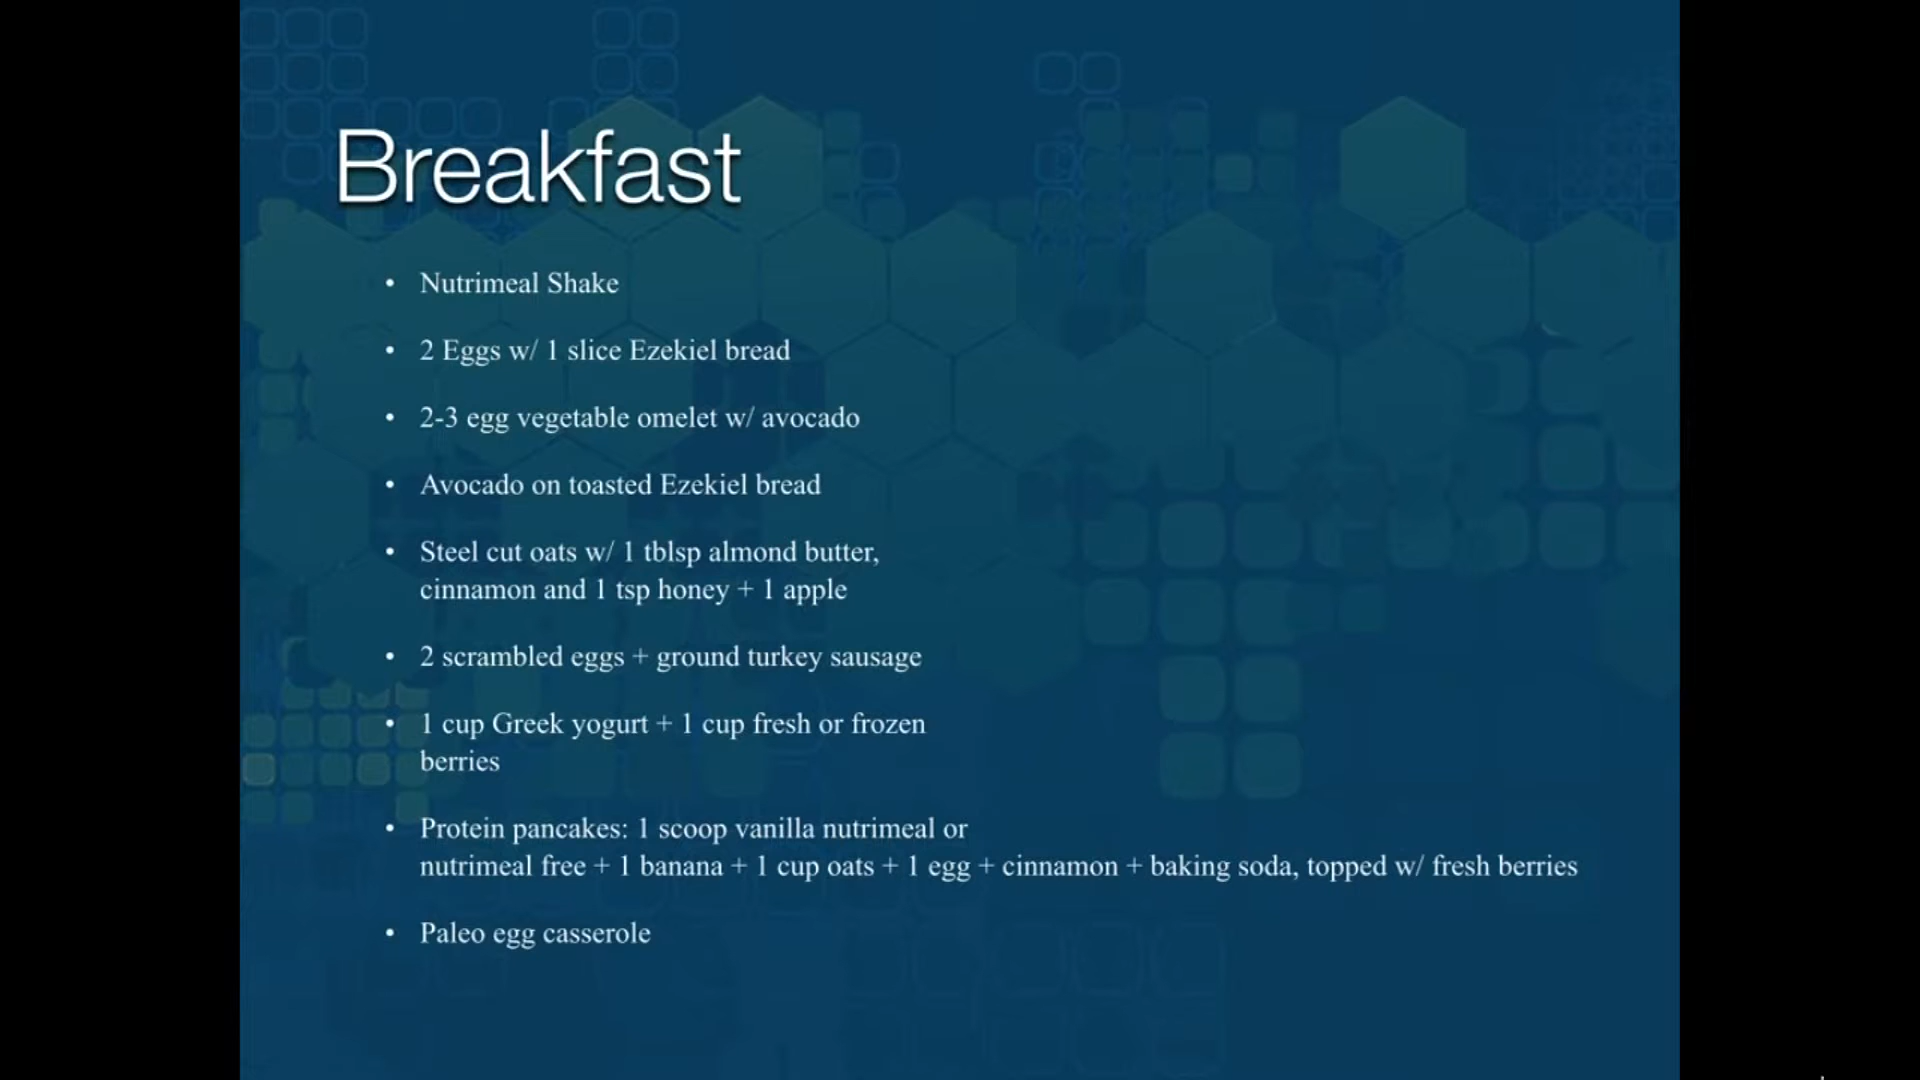 Breakfast
• Nutrimeal Shake
• 2 Eggs w/ 1 slice Ezekiel bread
• 2-3 egg vegetable omelet w/ avocado
• Avocado on toasted Ezekiel bread
• Steel cut oats w/ 1 tblsp almond butter,
cinnamon and 1 tsp honey + 1 apple
• 2 scrambled eggs + ground turkey sausage
• 1 cup Greek yogurt + 1 cup fresh or frozen
berries
• Protein pancakes: 1 scoop vanilla nutrimeal or
nutrimeal free + 1 banana + 1 cup oats + 1 egg + cinnamon + baking soda, topped w/ fresh berries
• Paleo egg casserole